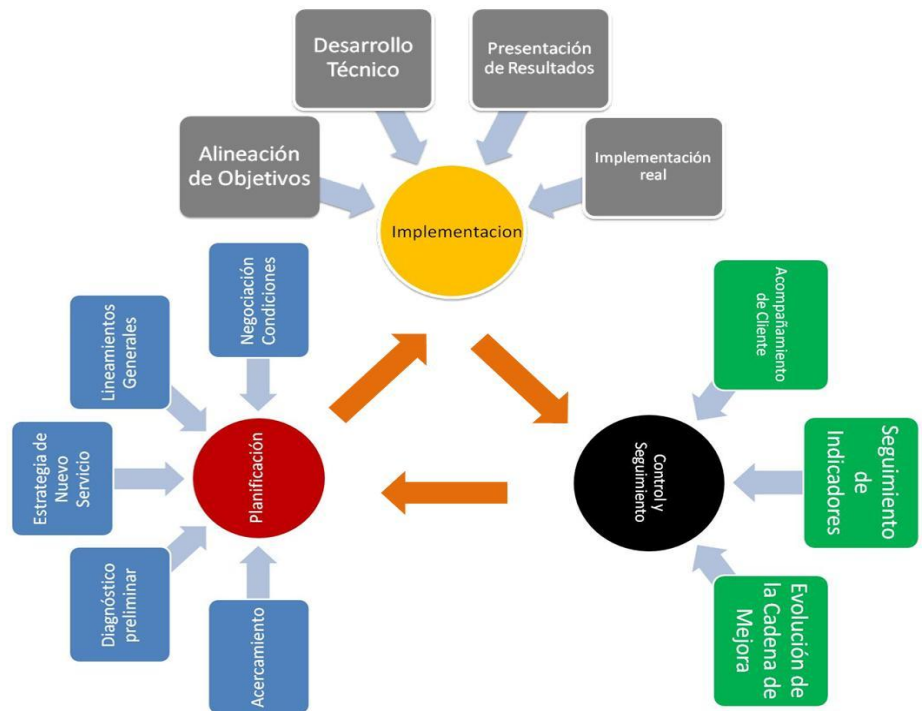 Desarrollo
Técnico
Presentación
de Resultados
Alineación
de Objetivos
Implementación
real
Implementacion
Negociación
Condiciones
Lineamientos
Generales
Estrategia de
Nuevo
Servicio
Diagnóstico
preliminar
Acercamiento
Planificación
Acompañamiento
de Cliente
Seguimiento
de
Indicadores
Evolución de
la Cadena de
Mejora
Control y
Seguimiento